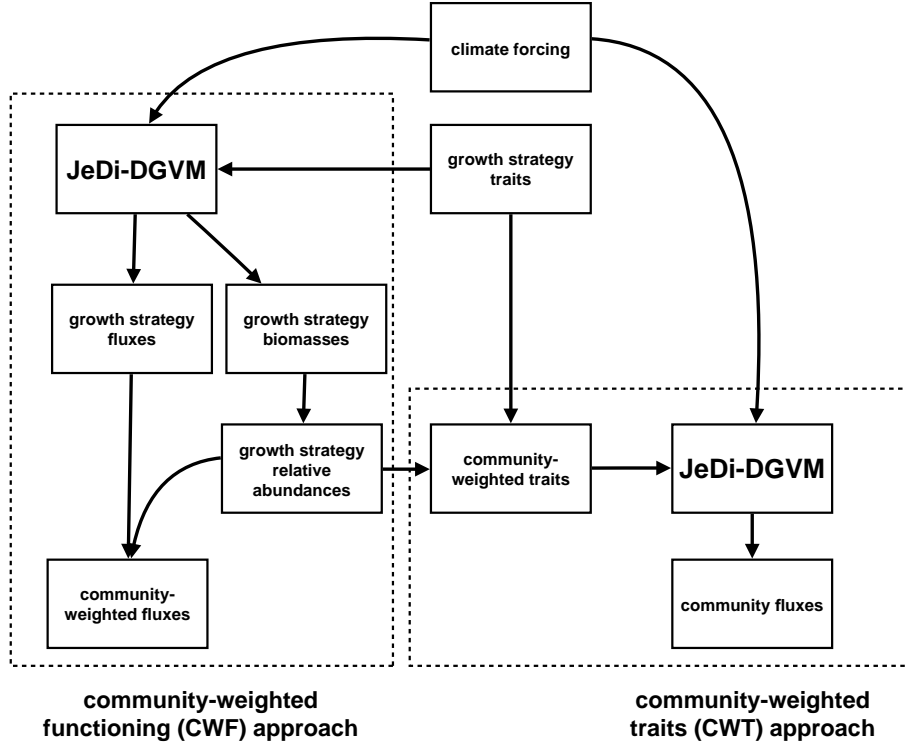 climate forcing
JeDi-DGVM
growth strategy
traits
growth strategy
fluxes
growth strategy
biomasses
growth strategy
relative
abundances
community-
weighted traits
JeDi-DGVM
community-
weighted fluxes
community fluxes
community-weighted
functioning (CWF) approach
community-weighted
traits (CWT) approach